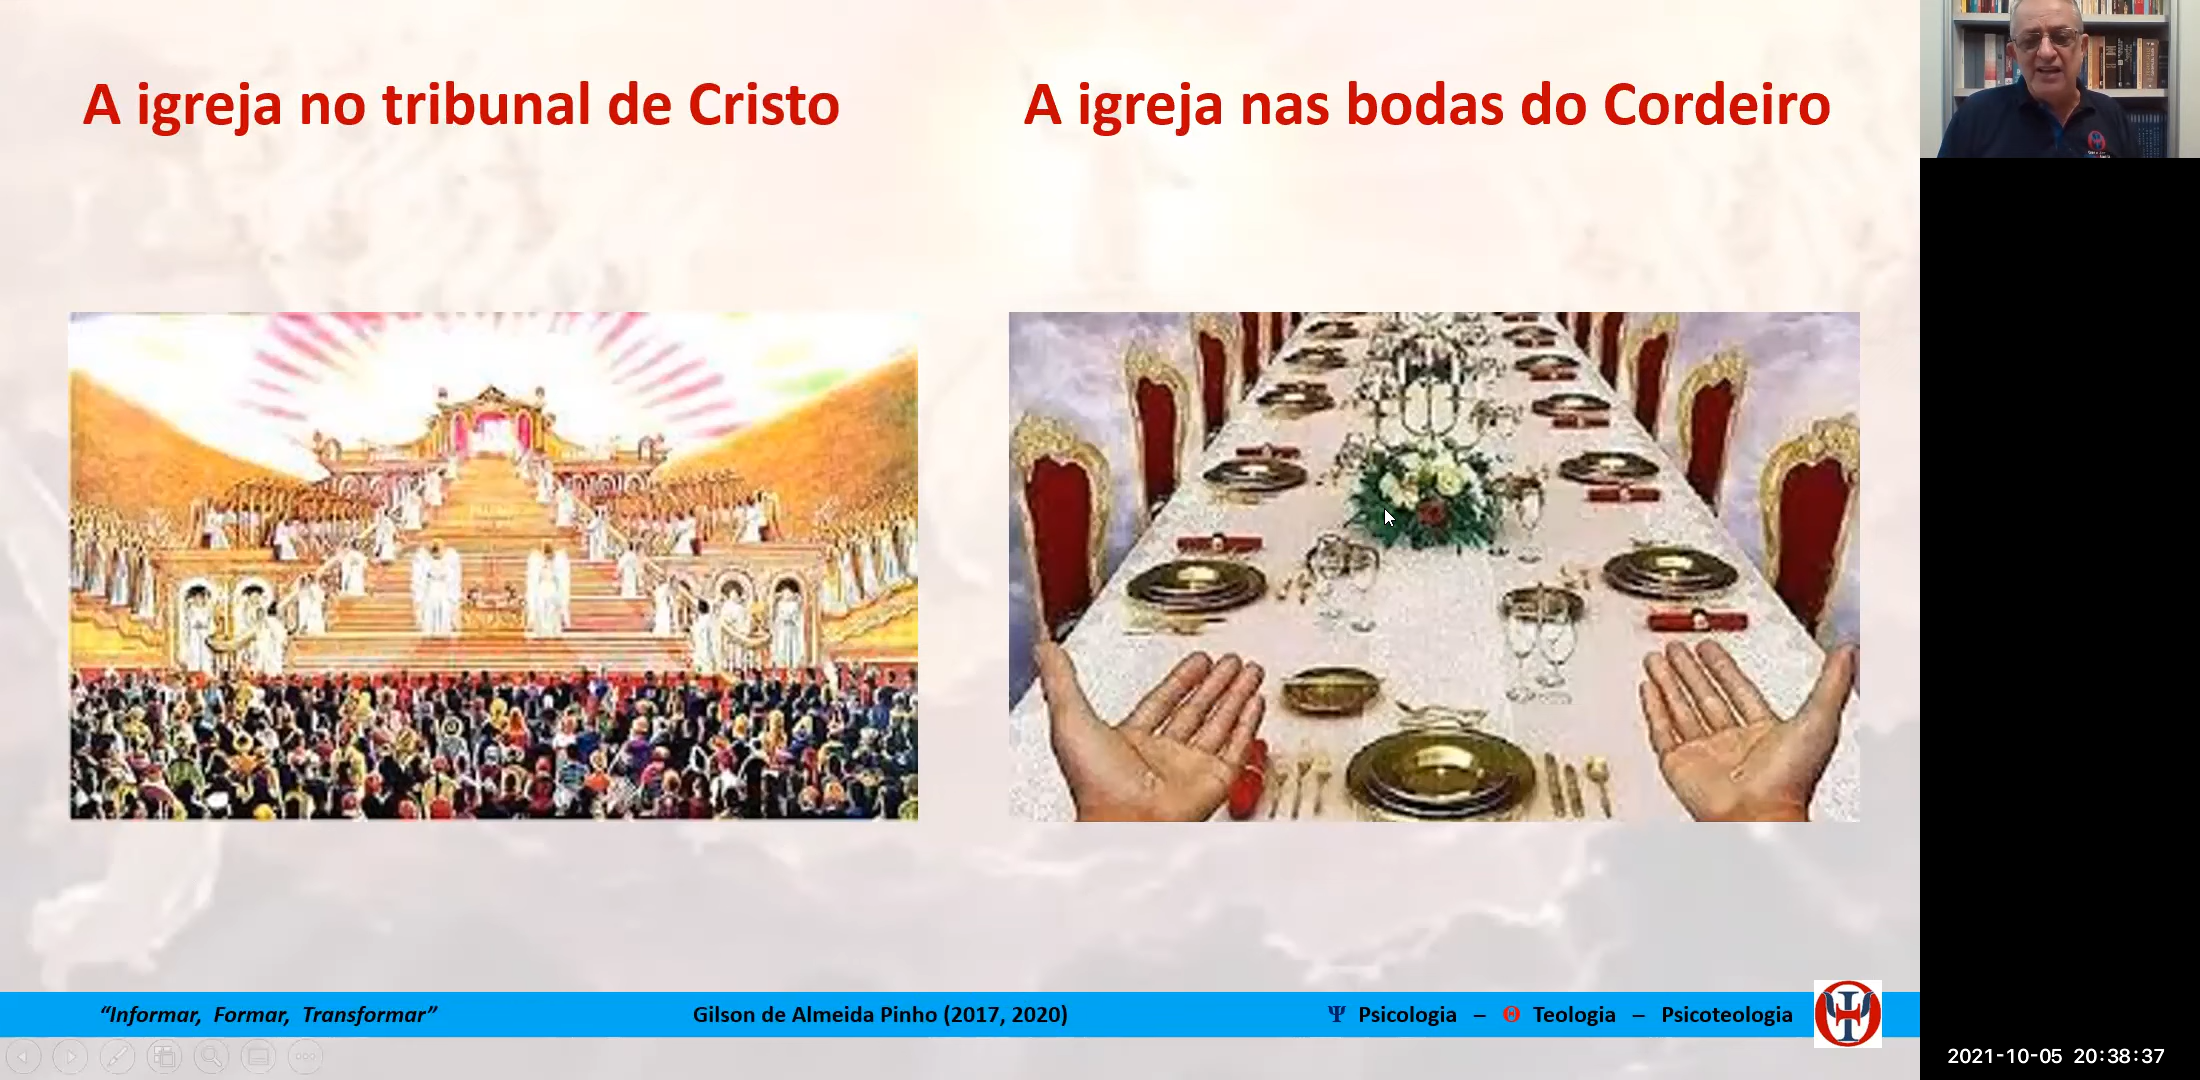 A igreja no tribunal de Cristo
A igreja nas bodas do Cordeiro
“Informar, Formar, Transformar”
Gilson de Almeida Pinho (2017, 2020)
Ψ Psicologia – Θ Teologia – Psicoteologia
2021-10-05 20:38:37